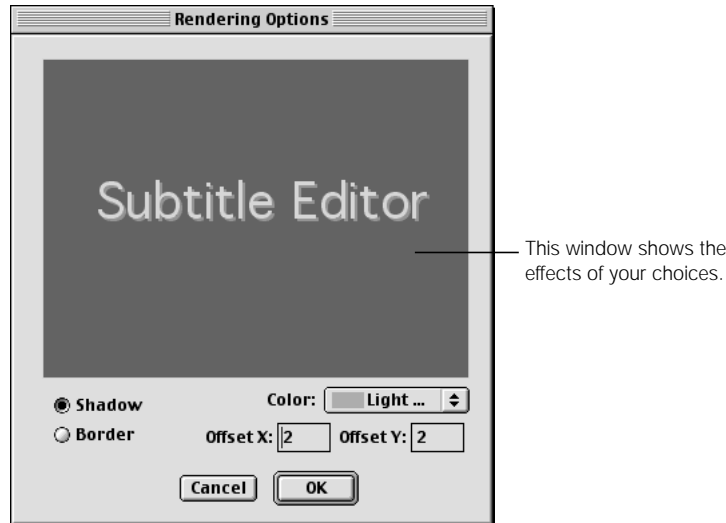 Rendering Options
Subtitle Editor
This window shows the
effects of your choices.
Shadow Color: Light ...
Border Offset X: 2 Offset Y: 2
Cancel OK